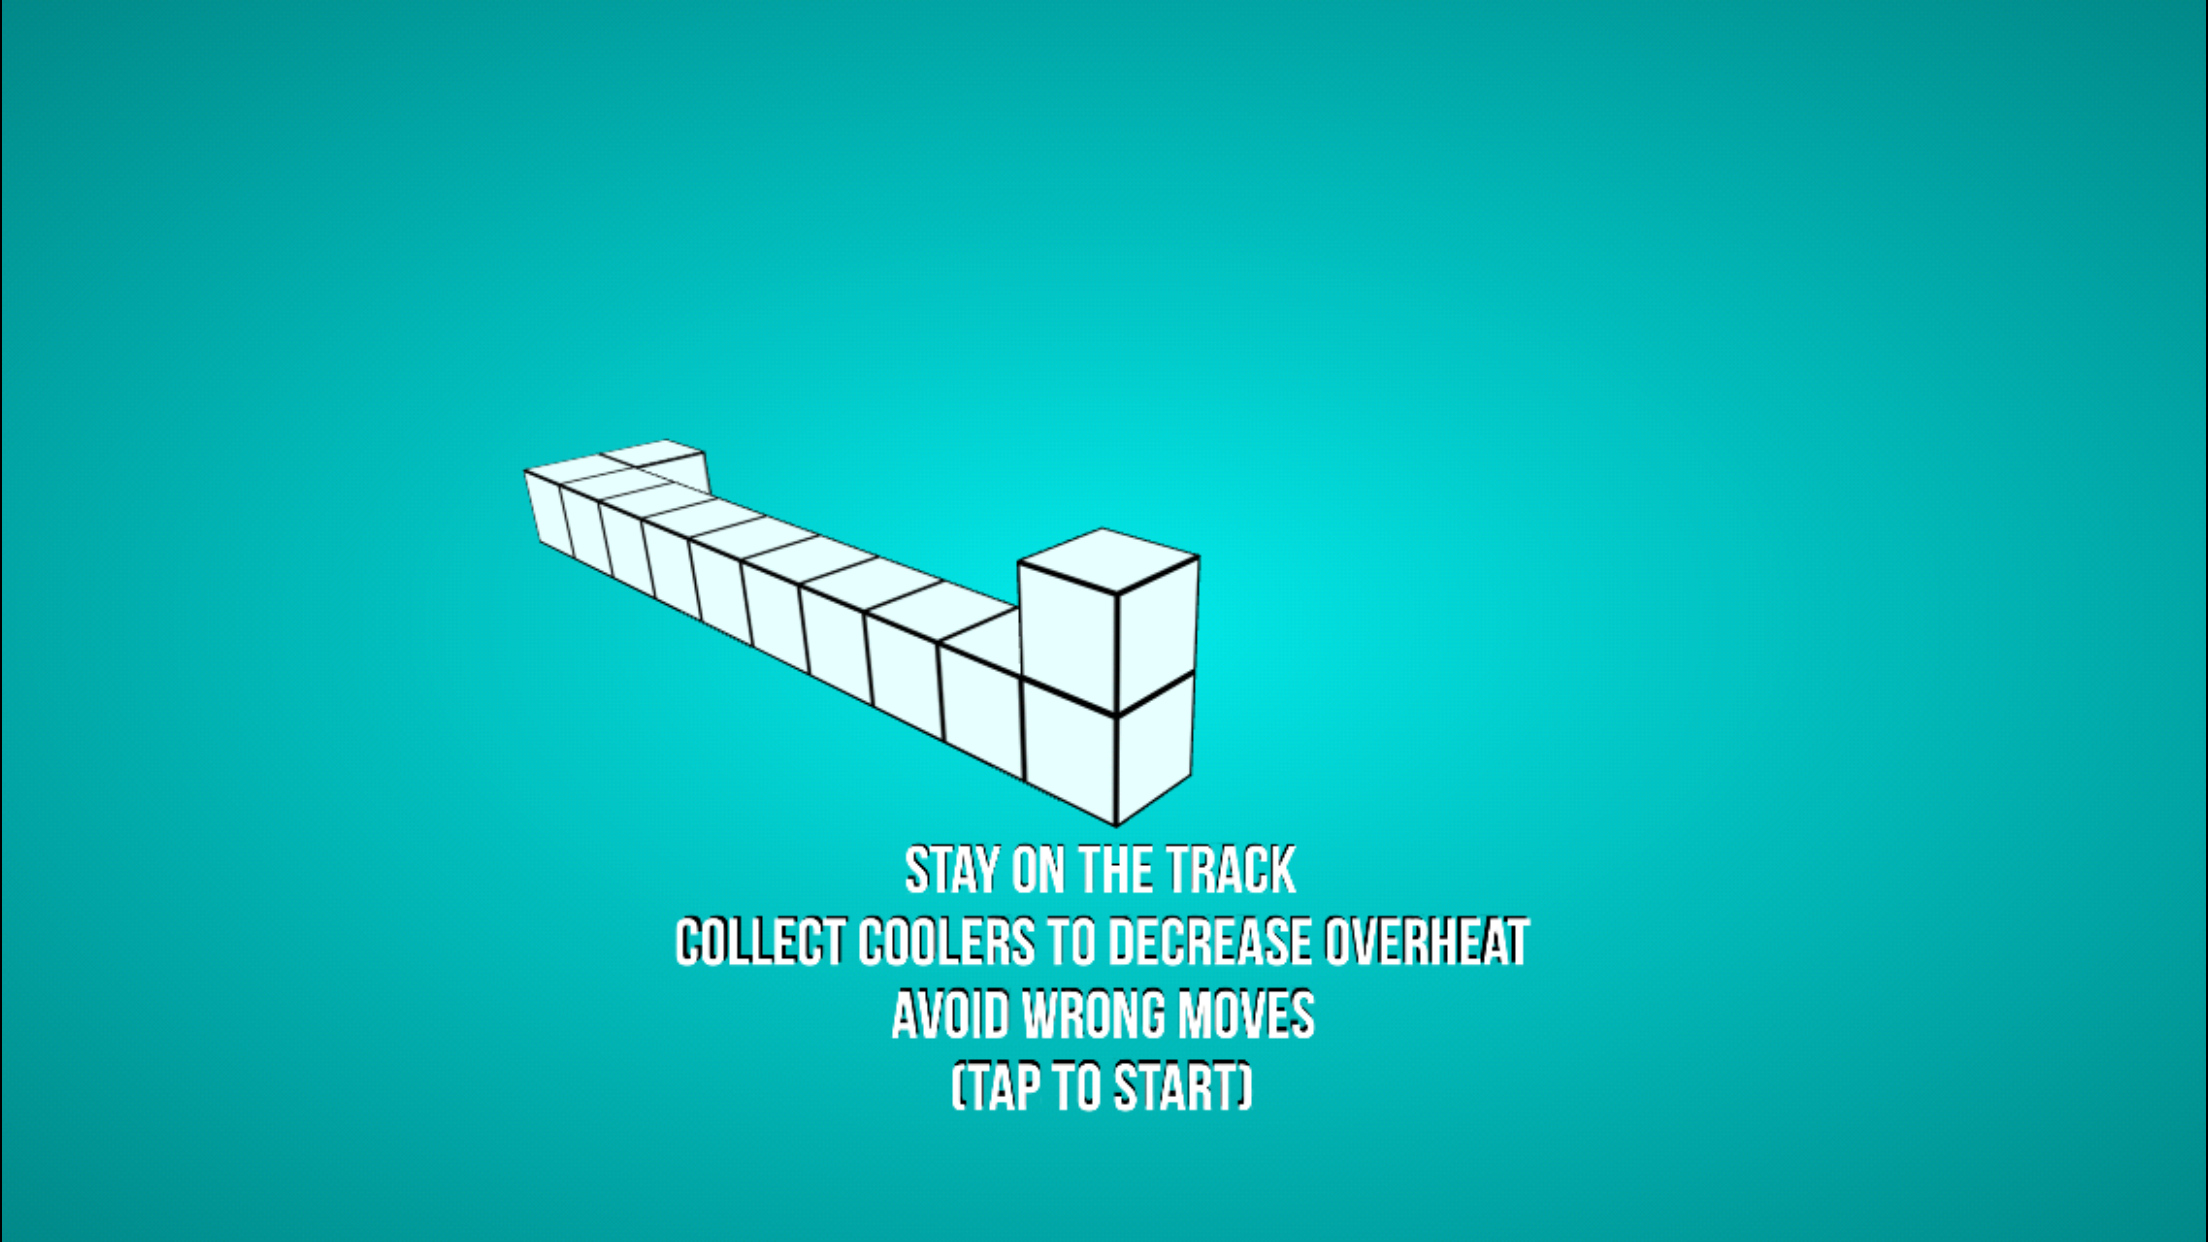 STAY ON THE TRACK
COLLECT COOLERS TO DECREASE OVERHEAT
AVOID WRONG MOVES
(TAP TO START)